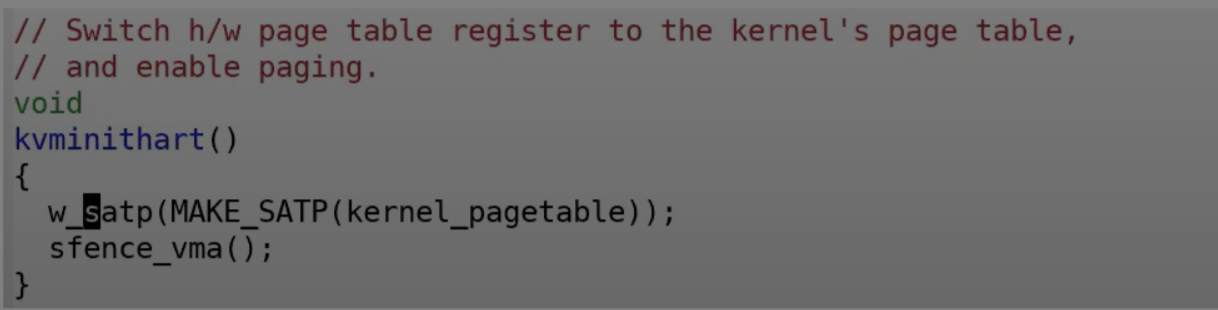 // Switch h/w page table register to the kernel's page table,
// and enable paging.
void
kvminithart()
{
  w_satp(MAKE_SATP(kernel_pagetable));
  sfence_vma();
}